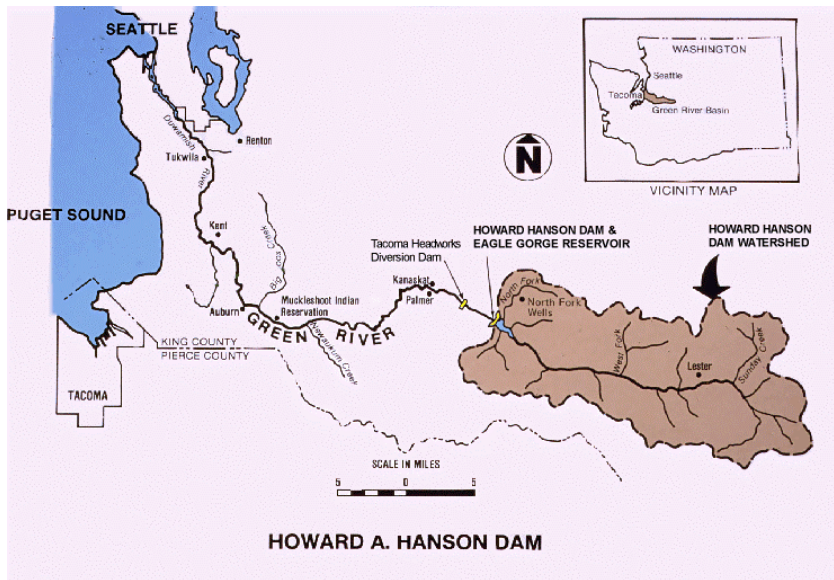 SEATTLE
WASHINGTON
Seattle
Tacoma
Green River Basin
VICINITY MAP
Duwamish
River
Renton
Tukwila
N
PUGET SOUND
Kent
Big Soos Creek
HOWARD HANSON DAM &
EAGLE GORGE RESERVOIR
HOWARD HANSON
DAM WATERSHED
Tacoma Headworks
Diversion Dam
Kanaskat
Palmer
North Fork
North Fork
Wells
Muckleshoot Indian
Reservation
Auburn
GREEN RIVER
Newaukum Creek
KING COUNTY
PIERCE COUNTY
West Fork
Lester
Sunday Creek
TACOMA
SCALE IN MILES
5 0 5
HOWARD A. HANSON DAM